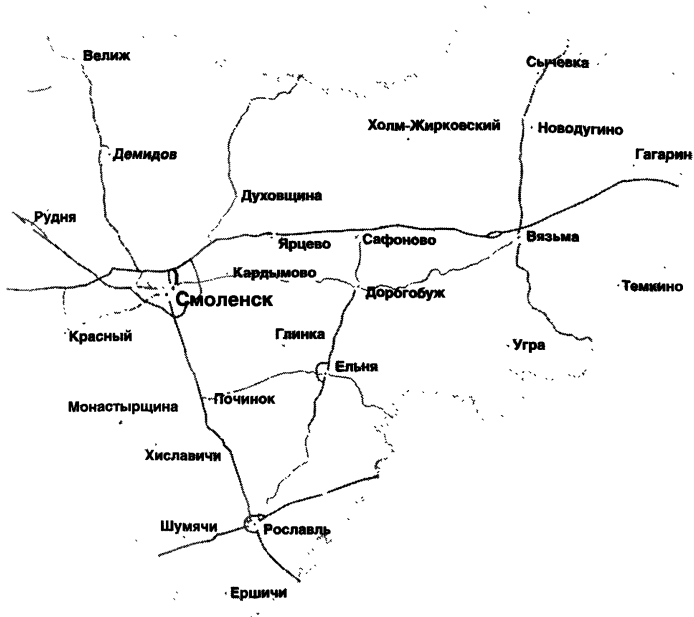 Велиж
Сычевка
Холм-Жирковский
Новодугино
Демидов
Гагарин
Духовщина
Рудня
Ярцево
Сафоново
Вязьма
Кардымово
Смоленск
Дорогобуж
Темкино
Красный
Глинка
Угра
Ельня
Починок
Монастырщина
Хиславичи
Шумячи
Рославль
Ершичи